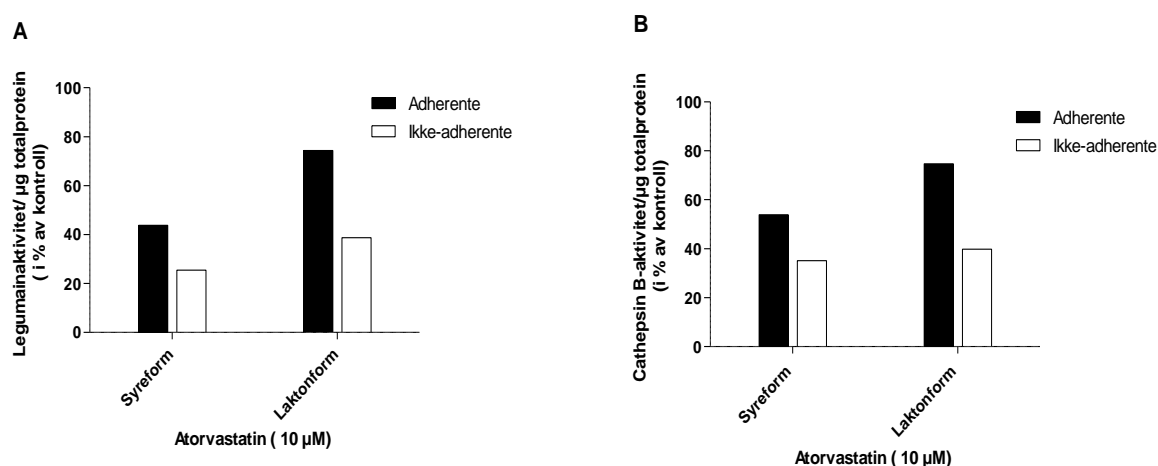 A
Legumainaktivitet/ µg totalprotein
( i % av kontroll)
100
80
60
40
20
0
Adherente
Ikke-adherente
Syreform
Laktonform
Atorvastatin ( 10 µM)
B
Cathepsin B-aktivitet/µg totalprotein
(i % av kontroll)
100
80
60
40
20
0
Adherente
Ikke-adherente
Syreform
Laktonform
Atorvastatin ( 10 µM)